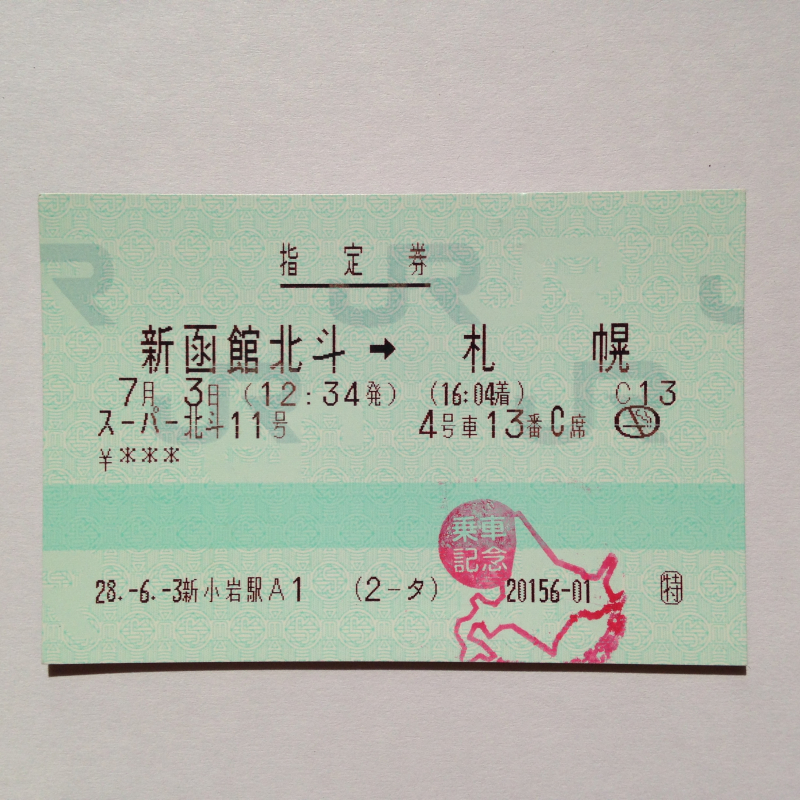 指定券
新函館北斗 → 札幌
7月 3日 (12:34発) (16:04着) C13
スーパー北斗11号 4号車13番C席
¥***
乗車
記念
28.-6.-3新小岩駅A1 (2-タ) 20156-01 特